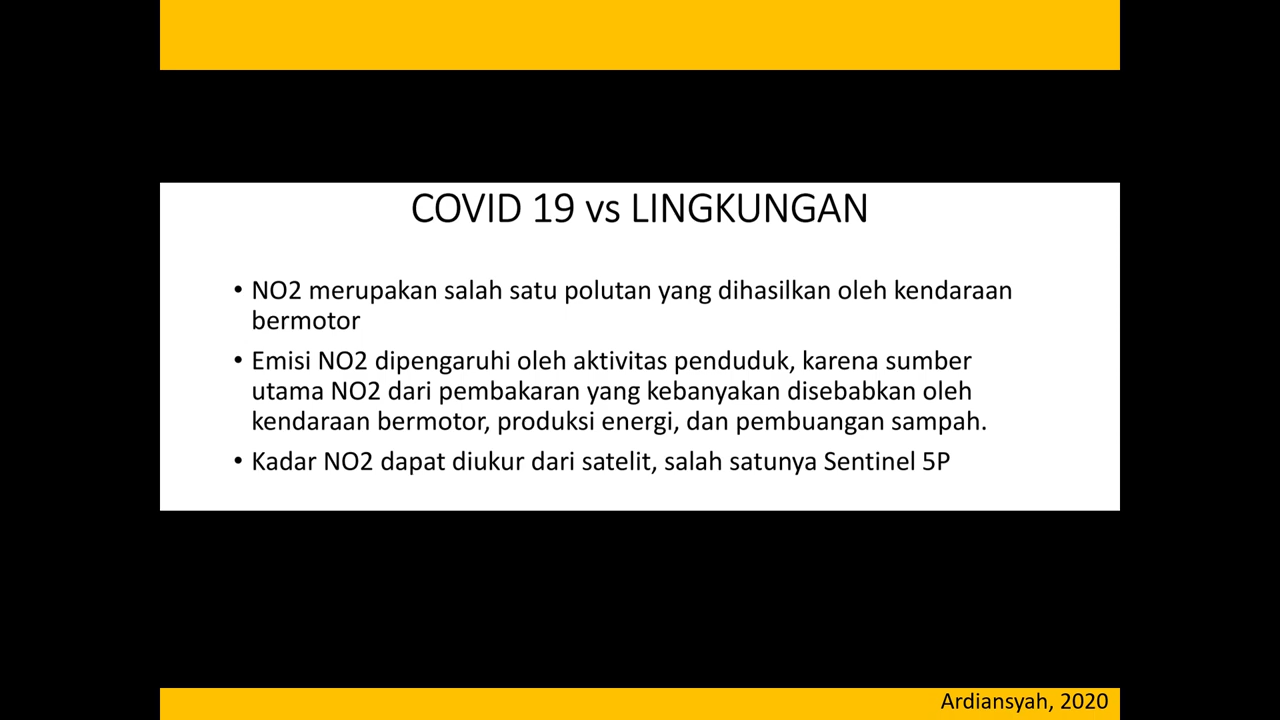 COVID 19 vs LINGKUNGAN
• NO2 merupakan salah satu polutan yang dihasilkan oleh kendaraan
bermotor
• Emisi NO2 dipengaruhi oleh aktivitas penduduk, karena sumber
utama NO2 dari pembakaran yang kebanyakan disebabkan oleh
kendaraan bermotor, produksi energi, dan pembuangan sampah.
• Kadar NO2 dapat diukur dari satelit, salah satunya Sentinel 5P
Ardiansyah, 2020